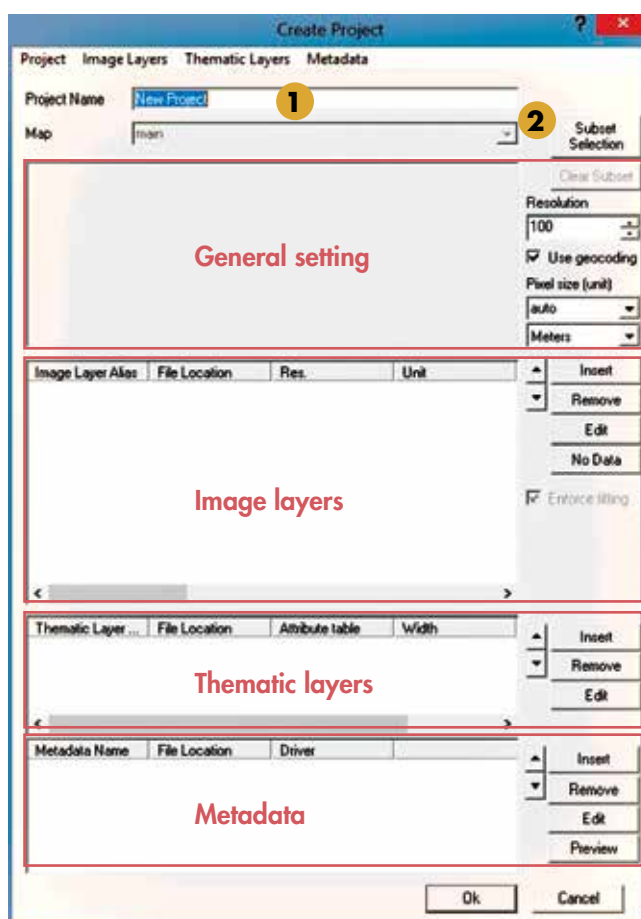 Create Project
?
×
Project Image Layers Thematic Layers Metadata
Project Name New Project 1
Map main 2 Subset Selection
Clear Subset
Resolution
100
Use geocoding
Pixel size (unit)
auto
Meters
General setting
Image Layer Alias File Location Res. Unit
Insert
Remove
Edit
No Data
Enforce fitting
Image layers
Thematic Layer ... File Location Attribute table Width
Insert
Remove
Edit
Thematic layers
Metadata Name File Location Driver
Insert
Remove
Edit
Preview
Metadata
Ok Cancel